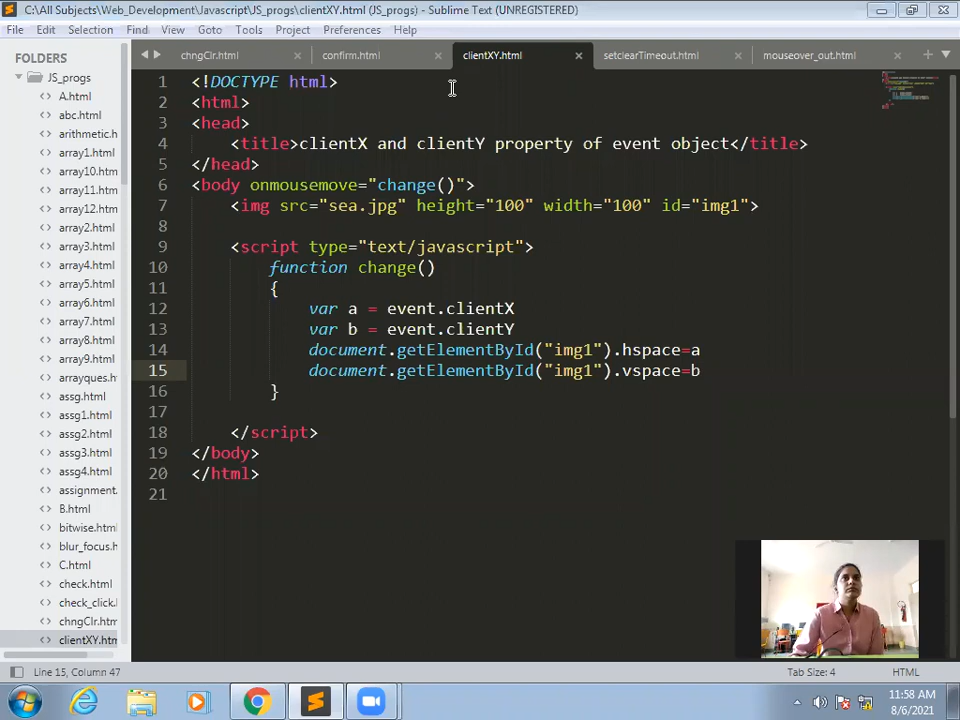 C:\All Subjects\Web_Development\Javascript\JS_progs\clientXY.html (JS_progs) - Sublime Text (UNREGISTERED)
File Edit Selection Find View Goto Tools Project Preferences Help
FOLDERS
JS_progs
A.html
abc.html
arithmetic.h
array1.html
array10.html
array11.html
array12.html
array2.html
array3.html
array4.html
array5.html
array6.html
array7.html
array8.html
array9.html
arrayques.h
assg.html
assg1.html
assg2.html
assg3.html
assg4.html
assignment.
B.html
bitwise.html
blur_focus.h
C.html
check.html
check_click.
chngClr.html
clientXY.htm
chngClr.html confirm.html clientXY.html setclearTimeout.html mouseover_out.html
1 <!DOCTYPE html>
2 <html>
3 <head>
4 <title>clientX and clientY property of event object</title>
5 </head>
6 <body onmousemove="change()">
7 <img src="sea.jpg" height="100" width="100" id="img1">
8
9 <script type="text/javascript">
10 function change()
11 {
12 var a = event.clientX
13 var b = event.clientY
14 document.getElementById("img1").hspace=a
15 document.getElementById("img1").vspace=b
16 }
17
18 </script>
19 </body>
20 </html>
21
Line 15, Column 47 Tab Size: 4 HTML
11:58 AM
8/6/2021